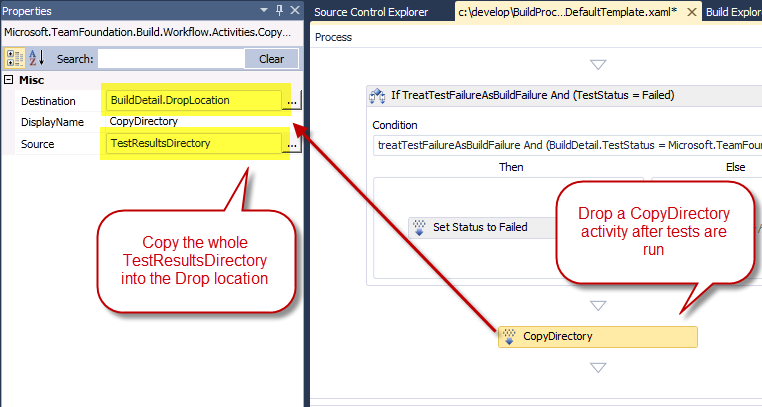 Properties
Microsoft.TeamFoundation.Build.Workflow.Activities.Copy...
Search:
Clear
Misc
Destination BuildDetail.DropLocation ...
DisplayName CopyDirectory
Source TestResultsDirectory ...
Copy the whole
TestResultsDirectory
into the Drop location
Source Control Explorer c:\develop\BuildProc...DefaultTemplate.xaml* Build Explorer
Process
If TreatTestFailureAsBuildFailure And (TestStatus = Failed)
Condition
treatTestFailureAsBuildFailure And (BuildDetail.TestStatus = Microsoft.TeamFoun
Then Else
Set Status to Failed
Drop a CopyDirectory
activity after tests are
run
CopyDirectory